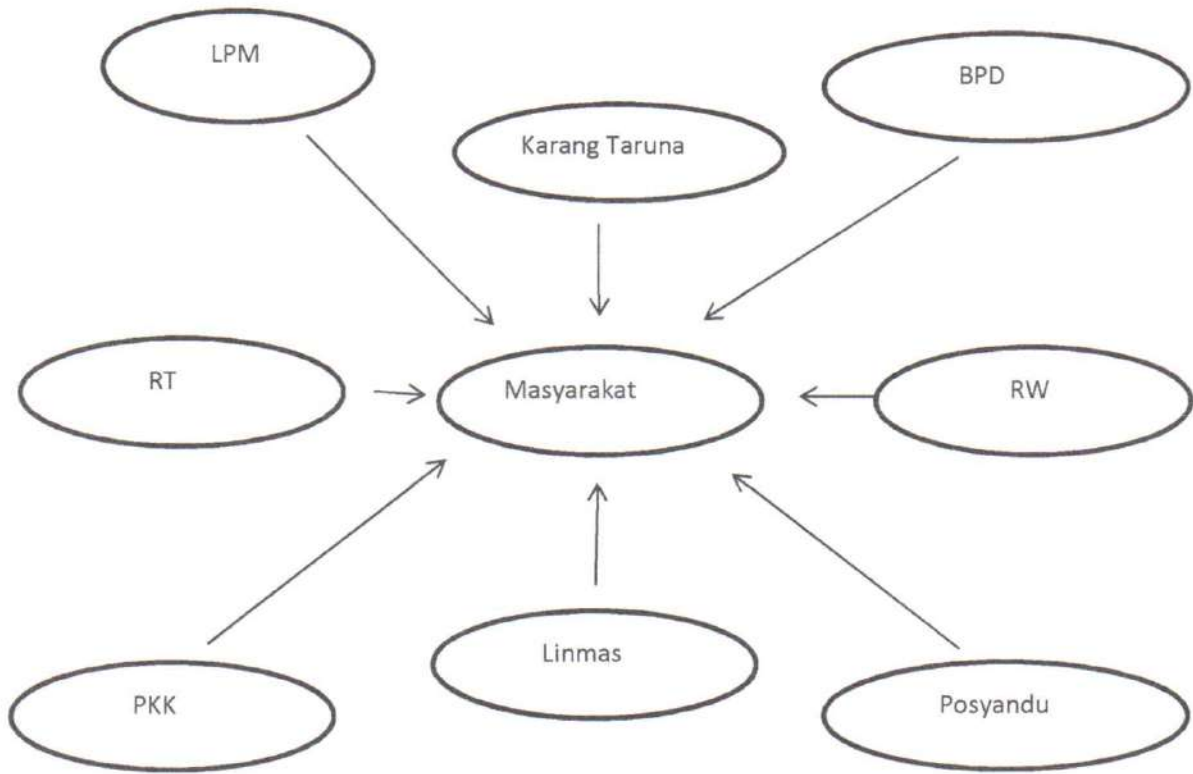 LPM
BPD
Karang Taruna
RT
Masyarakat
RW
PKK
Linmas
Posyandu